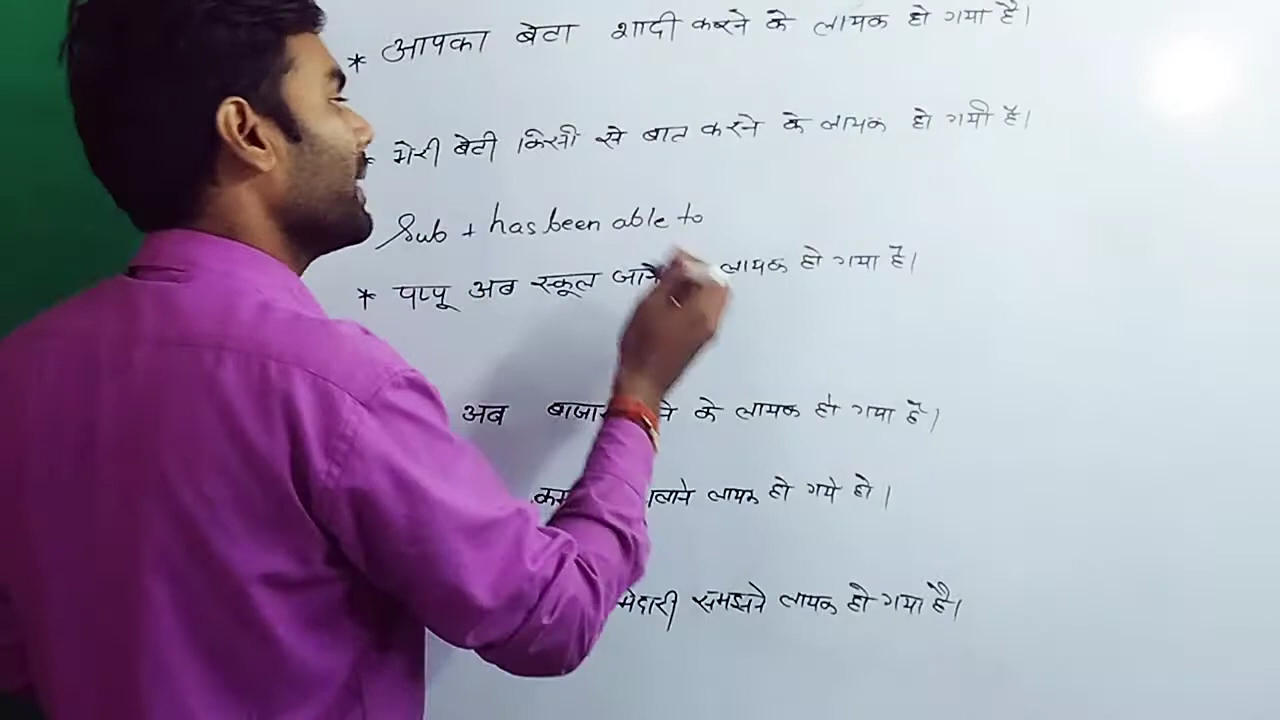 * आपका बेटा शादी करने के लायक हो गया है।
* मेरी बेटी किसी से बात करने के लायक हो गयी है।
Sub + has been able to
* पप्पू अब स्कूल जाने लायक हो गया है।
अब के लायक हो गया है।
लायक हो गये हो।
समझने लायक हो गया है।